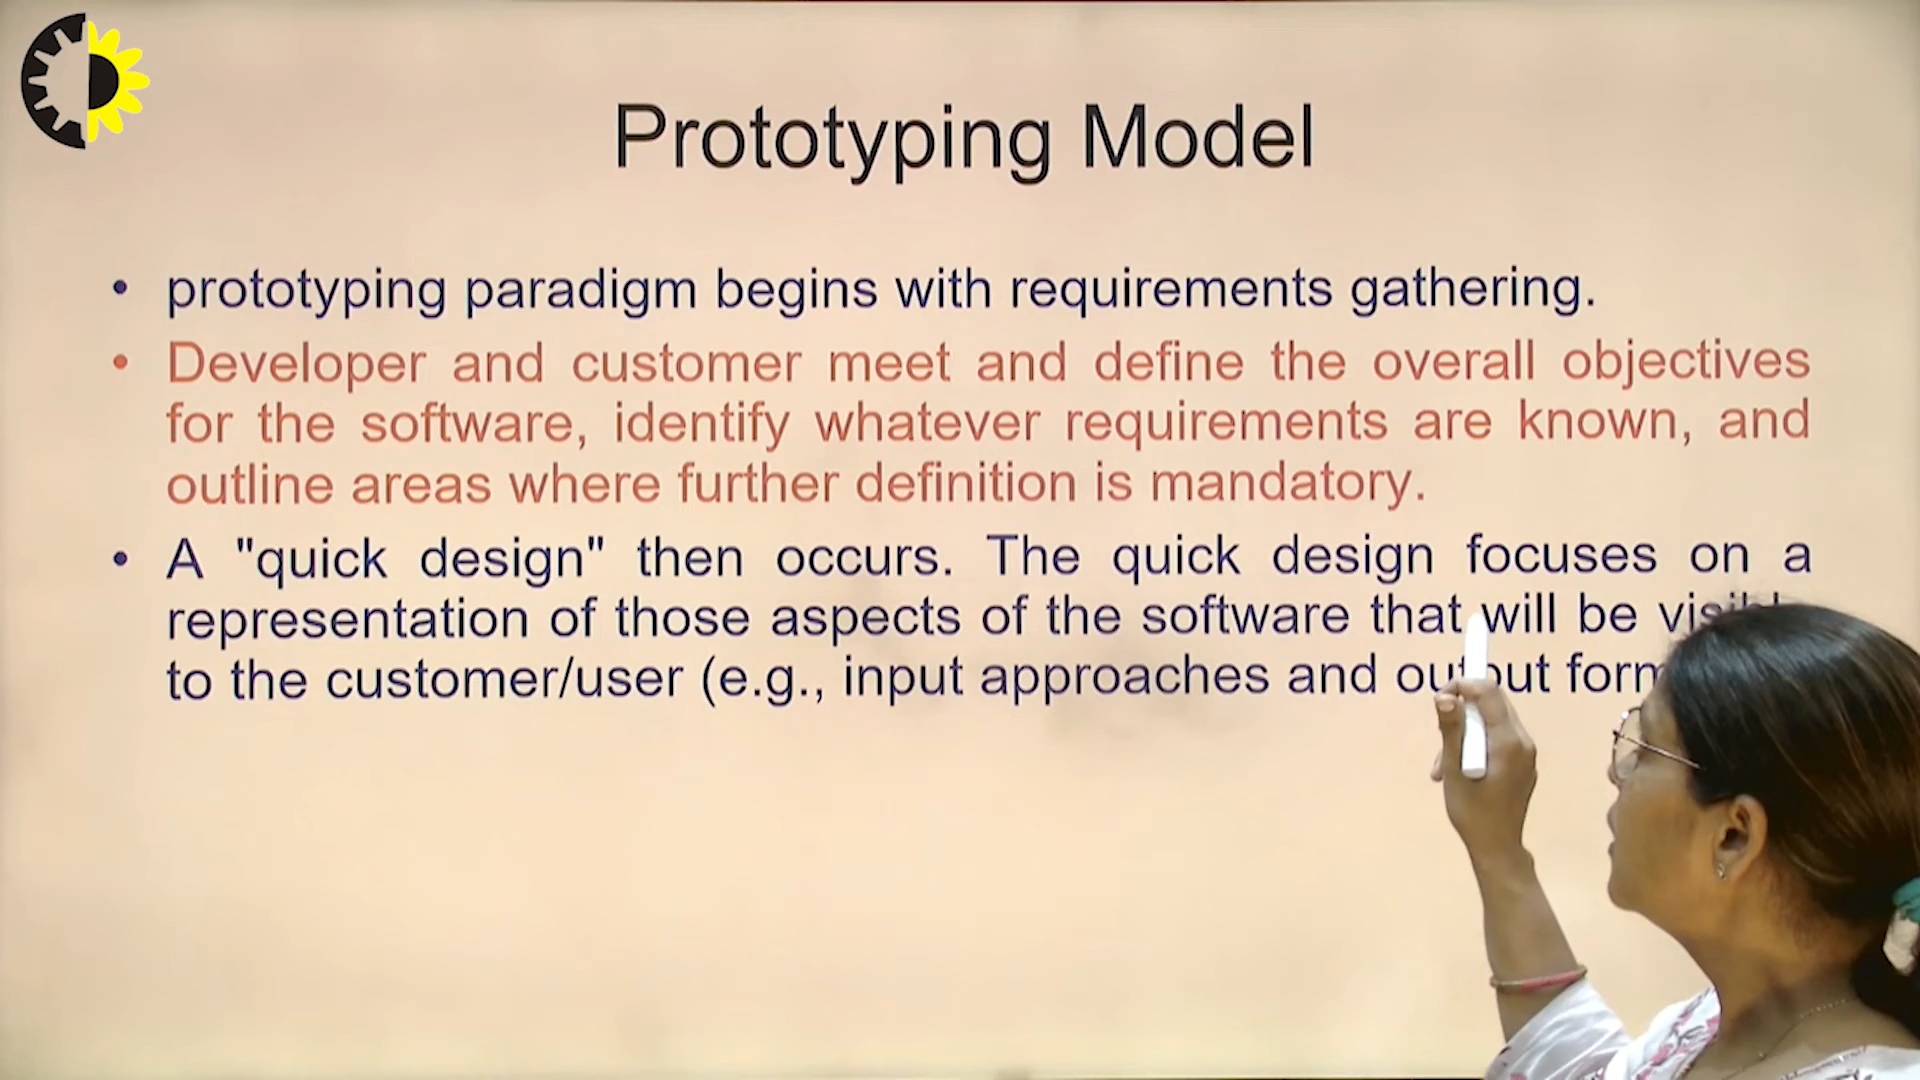 Prototyping Model
• prototyping paradigm begins with requirements gathering.
• Developer and customer meet and define the overall objectives
for the software, identify whatever requirements are known, and
outline areas where further definition is mandatory.
• A "quick design" then occurs. The quick design focuses on a
representation of those aspects of the software that will be
to the customer/user (e.g., input approaches and output